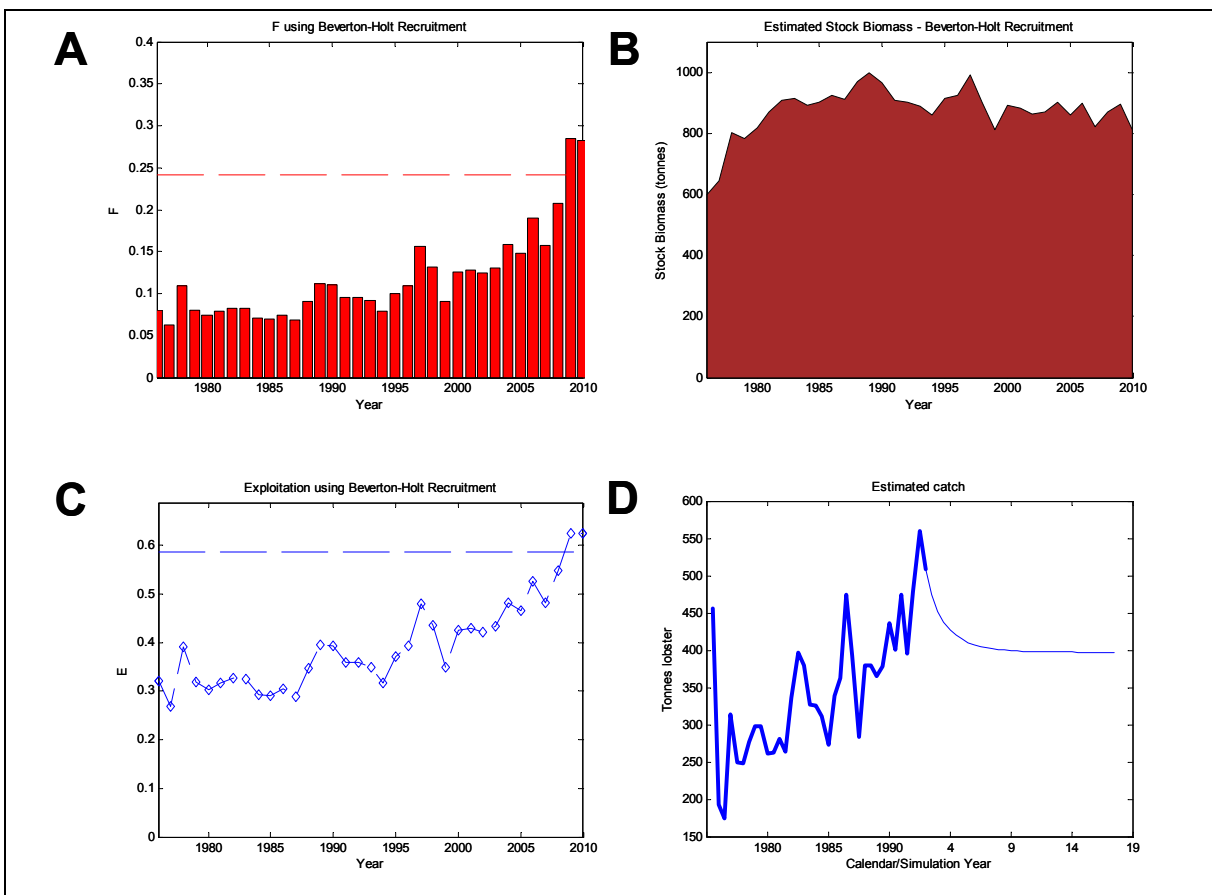 A
F using Beverton-Holt Recruitment
0.4
0.35
0.3
0.25
0.2
0.15
0.1
0.05
0
F
1980 1985 1990 1995 2000 2005 2010
Year
B
Estimated Stock Biomass - Beverton-Holt Recruitment
1000
800
600
400
200
0
Stock Biomass (tonnes)
1980 1985 1990 1995 2000 2005 2010
Year
C
Exploitation using Beverton-Holt Recruitment
0.6
0.5
0.4
0.3
0.2
0.1
0
E
1980 1985 1990 1995 2000 2005 2010
Year
D
Estimated catch
600
550
500
450
400
350
300
250
200
150
Tonnes lobster
1980 1985 1990 4 9 14 19
Calendar/Simulation Year